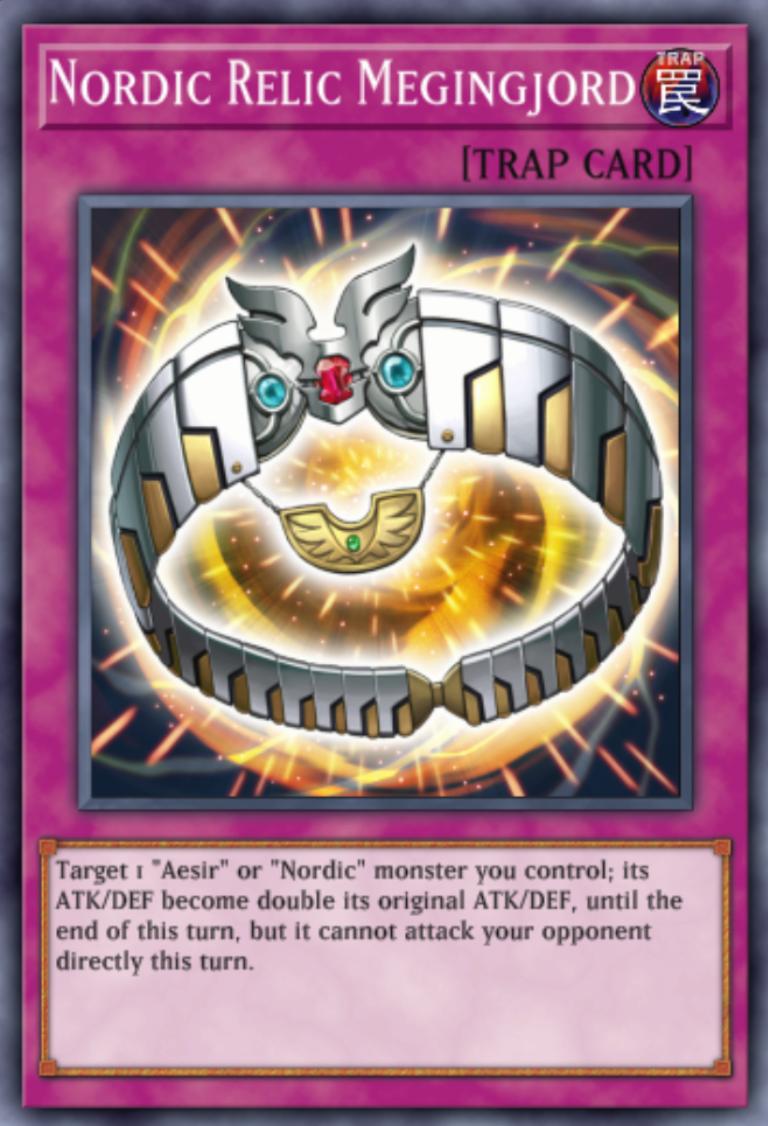 Nordic Relic Megingjord
TRAP
罠
[TRAP CARD]
Target 1 "Aesir" or "Nordic" monster you control; its
ATK/DEF become double its original ATK/DEF, until the
end of this turn, but it cannot attack your opponent
directly this turn.